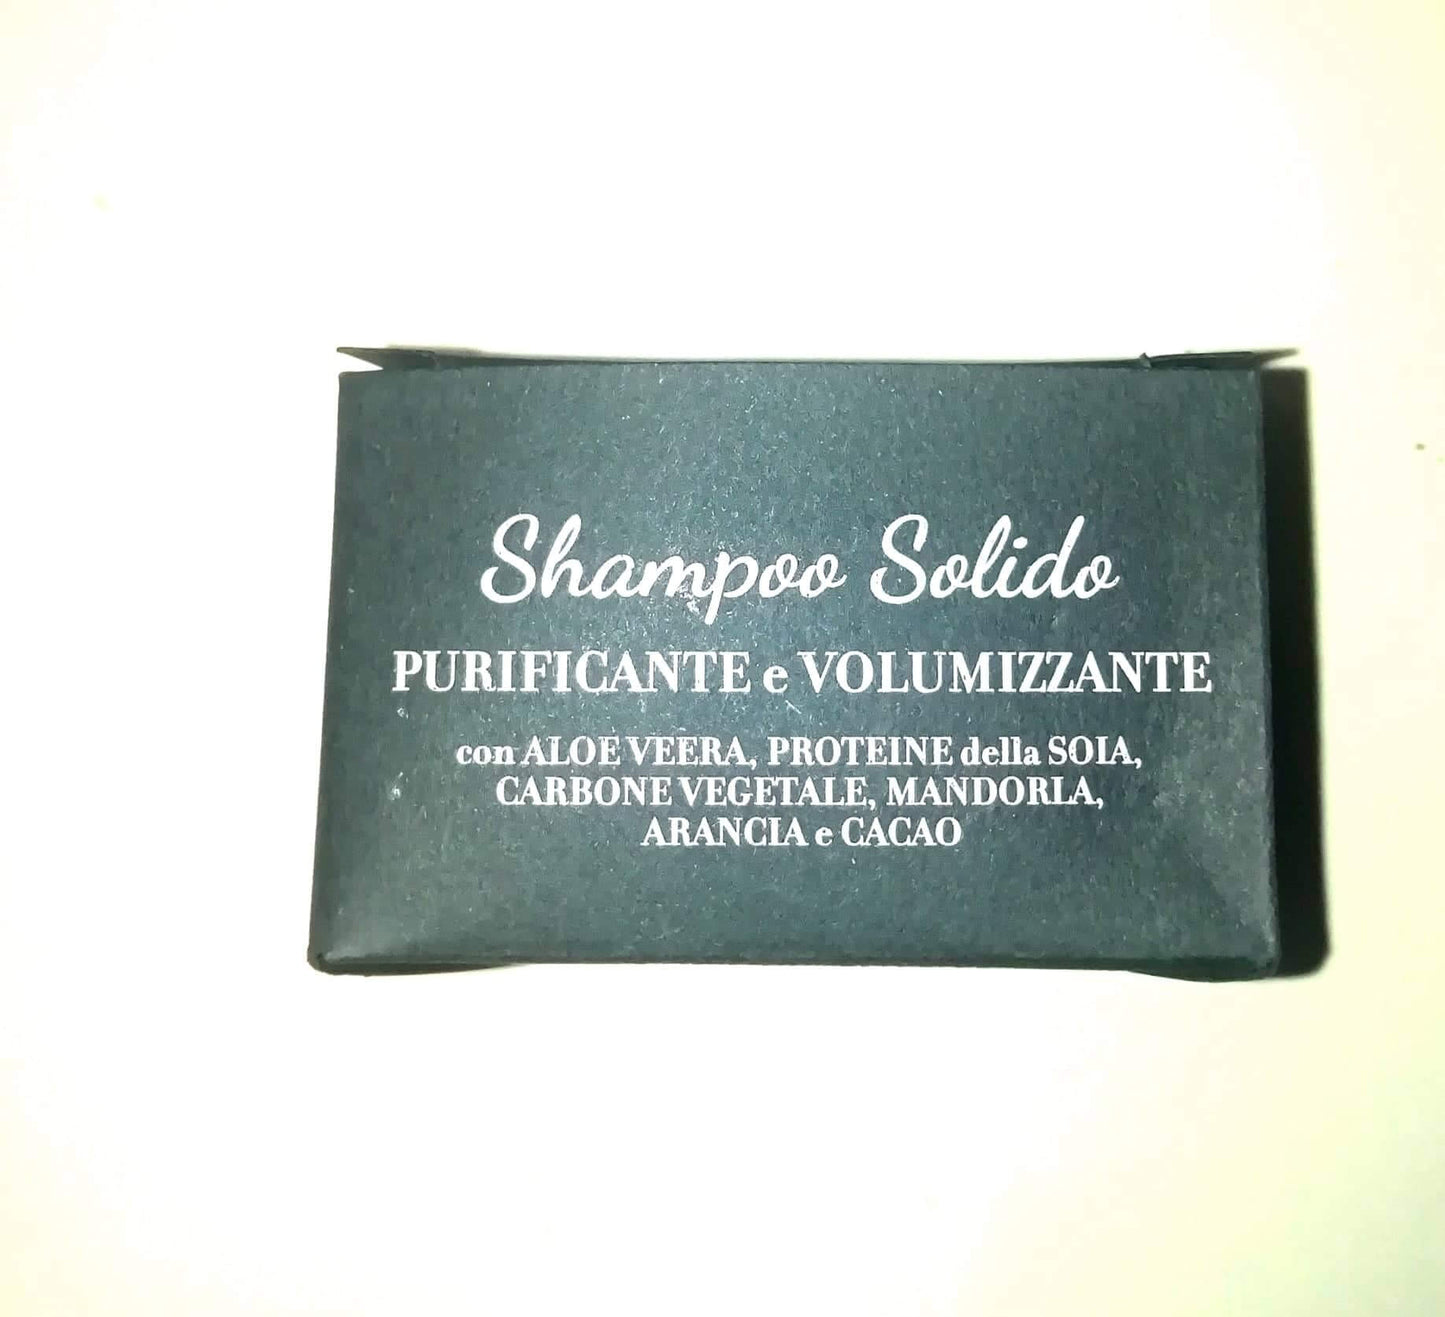 Shampoo Solido
PURIFICANTE e VOLUMIZZANTE
con ALOE VEERA, PROTEINE della SOIA,
CARBONE VEGETALE, MANDORLA,
ARANCIA e CACAO